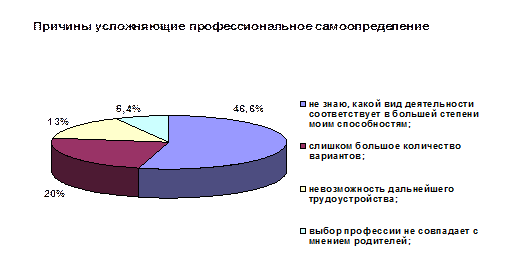 Причины усложняющие профессиональное самоопределение
6,4%
46,6%
13%
20%
не знаю, какой вид деятельности
соответствует в большей степени
моим способностям;
слишком большое количество
вариантов;
невозможность дальнейшего
трудоустройства;
выбор профессии не совпадает с
мнением родителей;